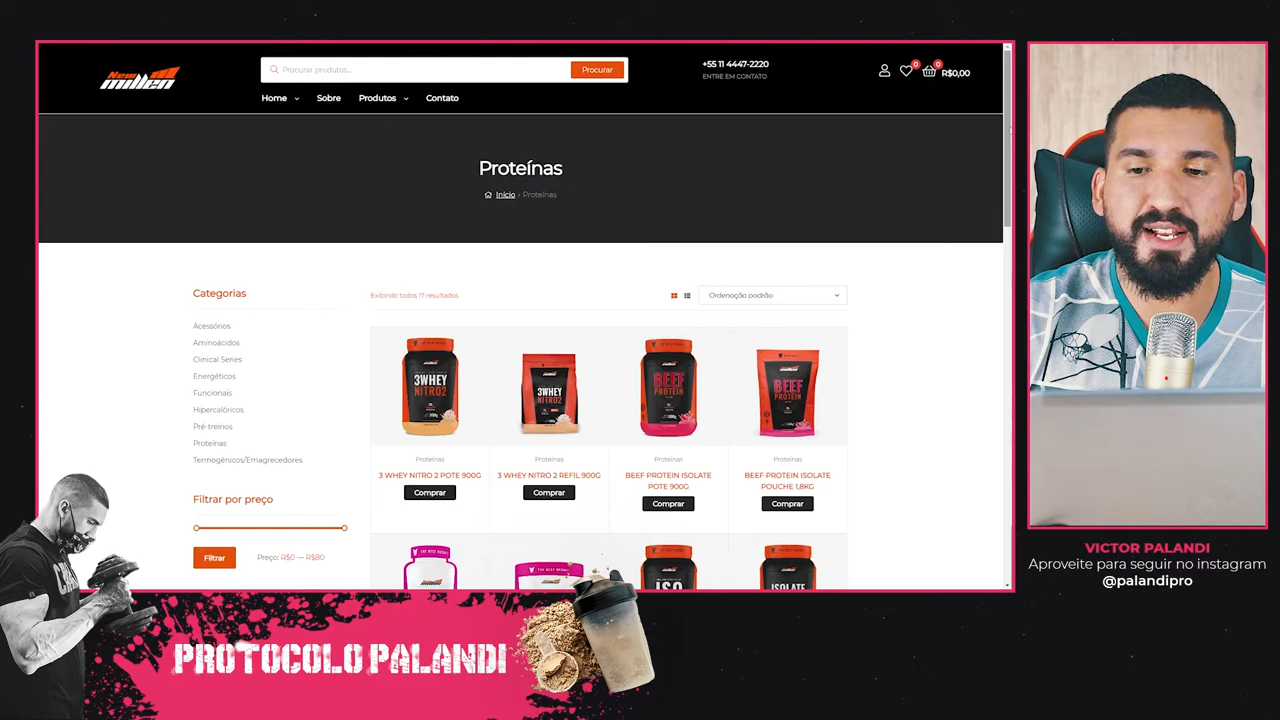 New
millen
Procurar produtos...
Procurar
+55 11 4447-2220
ENTRE EM CONTATO
0
0
R$0,00
Home
Sobre
Produtos
Contato
Proteínas
Início › Proteínas
Categorias
Acessórios
Aminoácidos
Clinical Series
Energéticos
Funcionais
Hipercalóricos
Pré-treinos
Proteínas
Termogênicos/Emagrecedores
Filtrar por preço
Filtrar
Preço: R$0 — R$80
Exibindo todos 17 resultados
Ordenação padrão
3WHEY
NITRO2
3WHEY
NITRO2
BEEF
PROTEIN
BEEF
PROTEIN
Proteínas
Proteínas
Proteínas
Proteínas
3 WHEY NITRO 2 POTE 900G
3 WHEY NITRO 2 REFIL 900G
BEEF PROTEIN ISOLATE
POTE 900G
BEEF PROTEIN ISOLATE
POUCHE 1,8KG
Comprar
Comprar
Comprar
Comprar
ISO
ISOLATE
VICTOR PALANDI
Aproveite para seguir no instagram.
@palandipro
PROTOCOLO PALANDI